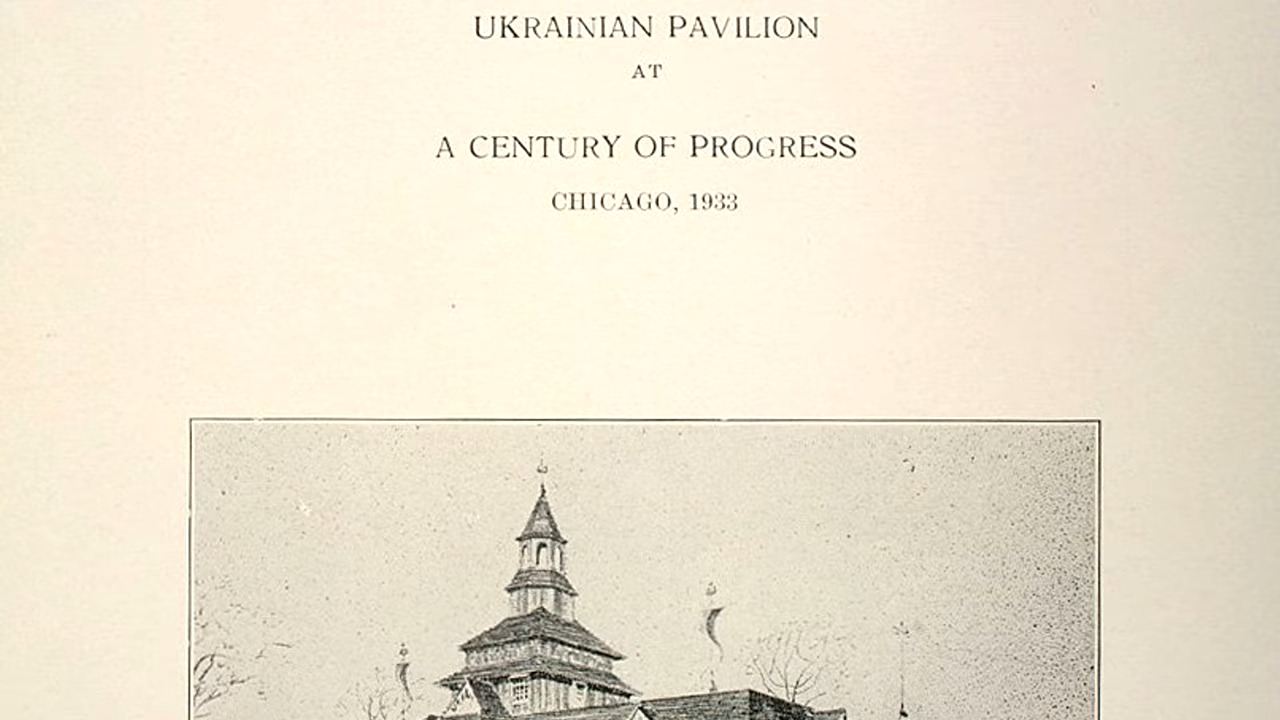 UKRAINIAN PAVILION
AT
A CENTURY OF PROGRESS
CHICAGO, 1933